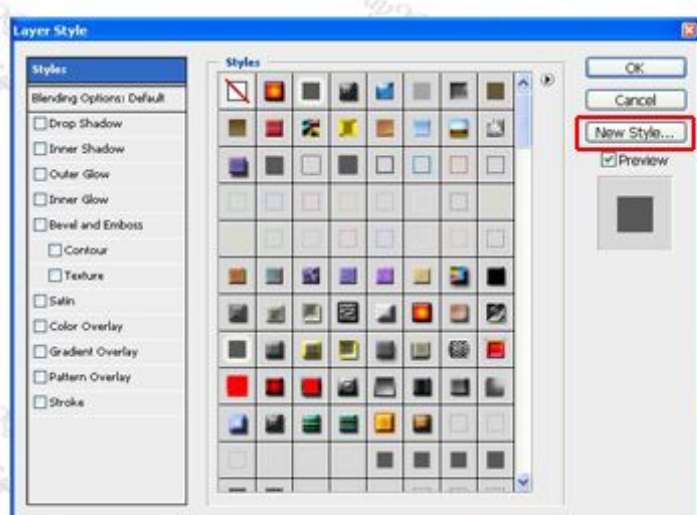 Layer Style
Styles
Blending Options: Default
Drop Shadow
Inner Shadow
Outer Glow
Inner Glow
Bevel and Emboss
Contour
Texture
Satin
Color Overlay
Gradient Overlay
Pattern Overlay
Stroke
Styles
OK
Cancel
New Style...
Preview